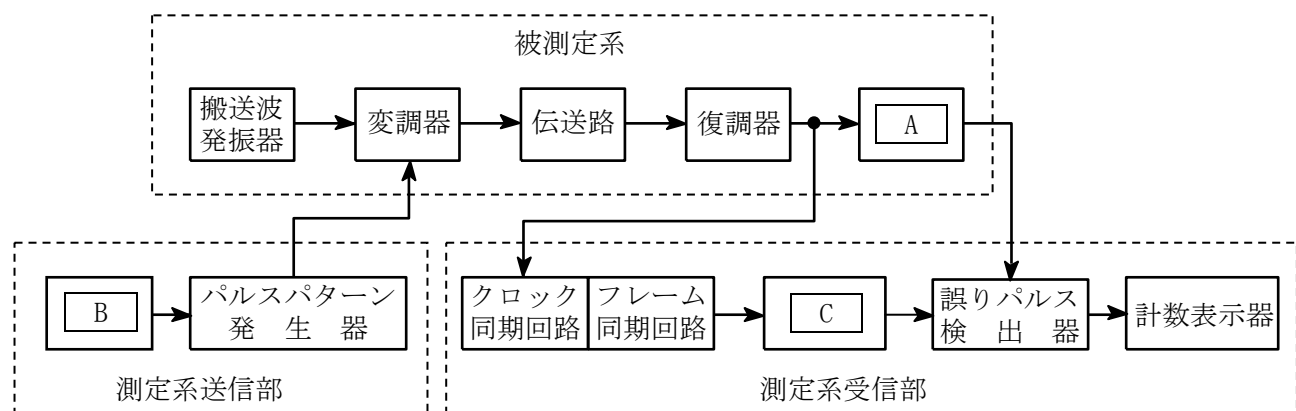 被測定系
搬送波
発振器
変調器
伝送路
復調器
A
B
パルスパターン
発生器
クロック
同期回路
フレーム
同期回路
C
誤りパルス
検出器
計数表示器
測定系送信部
測定系受信部